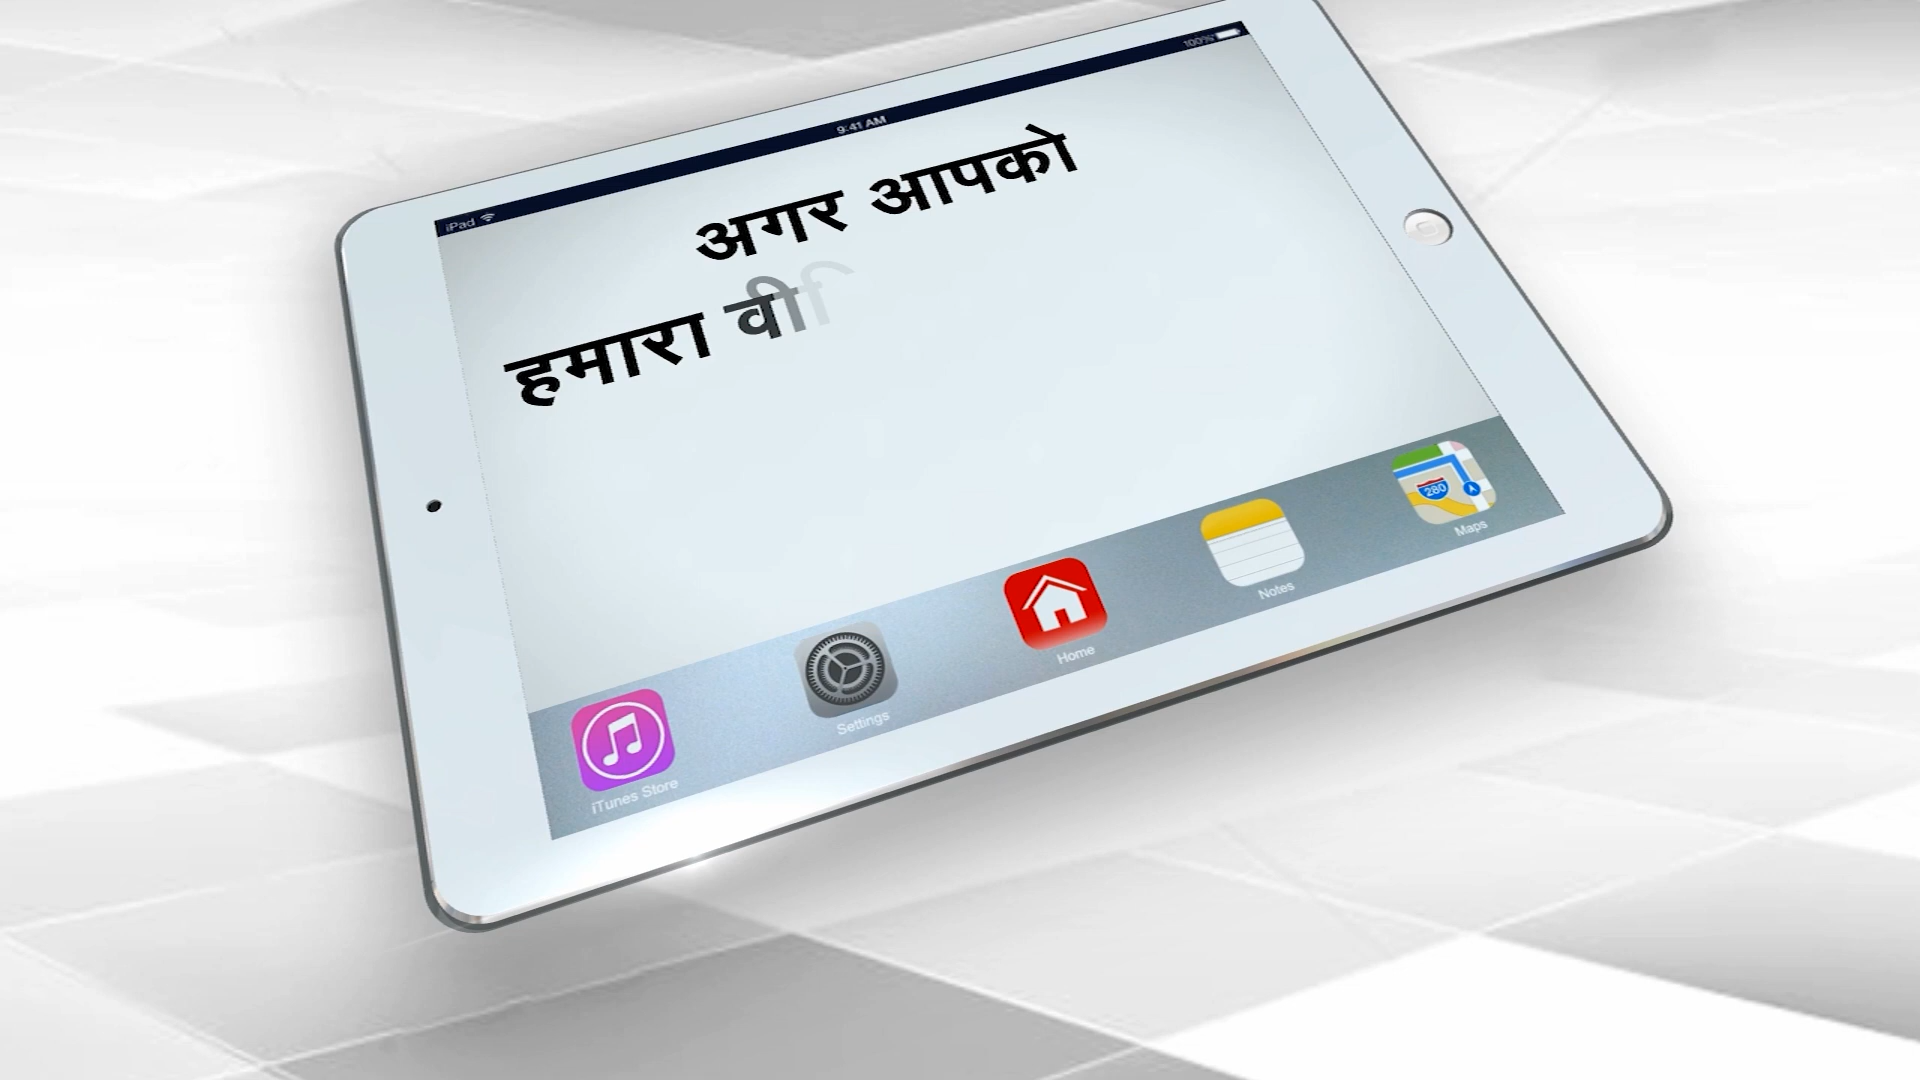 iPad
9:41 AM
100%
अगर आपको
हमारा वी
280
iTunes Store
Settings
Home
Notes
Maps